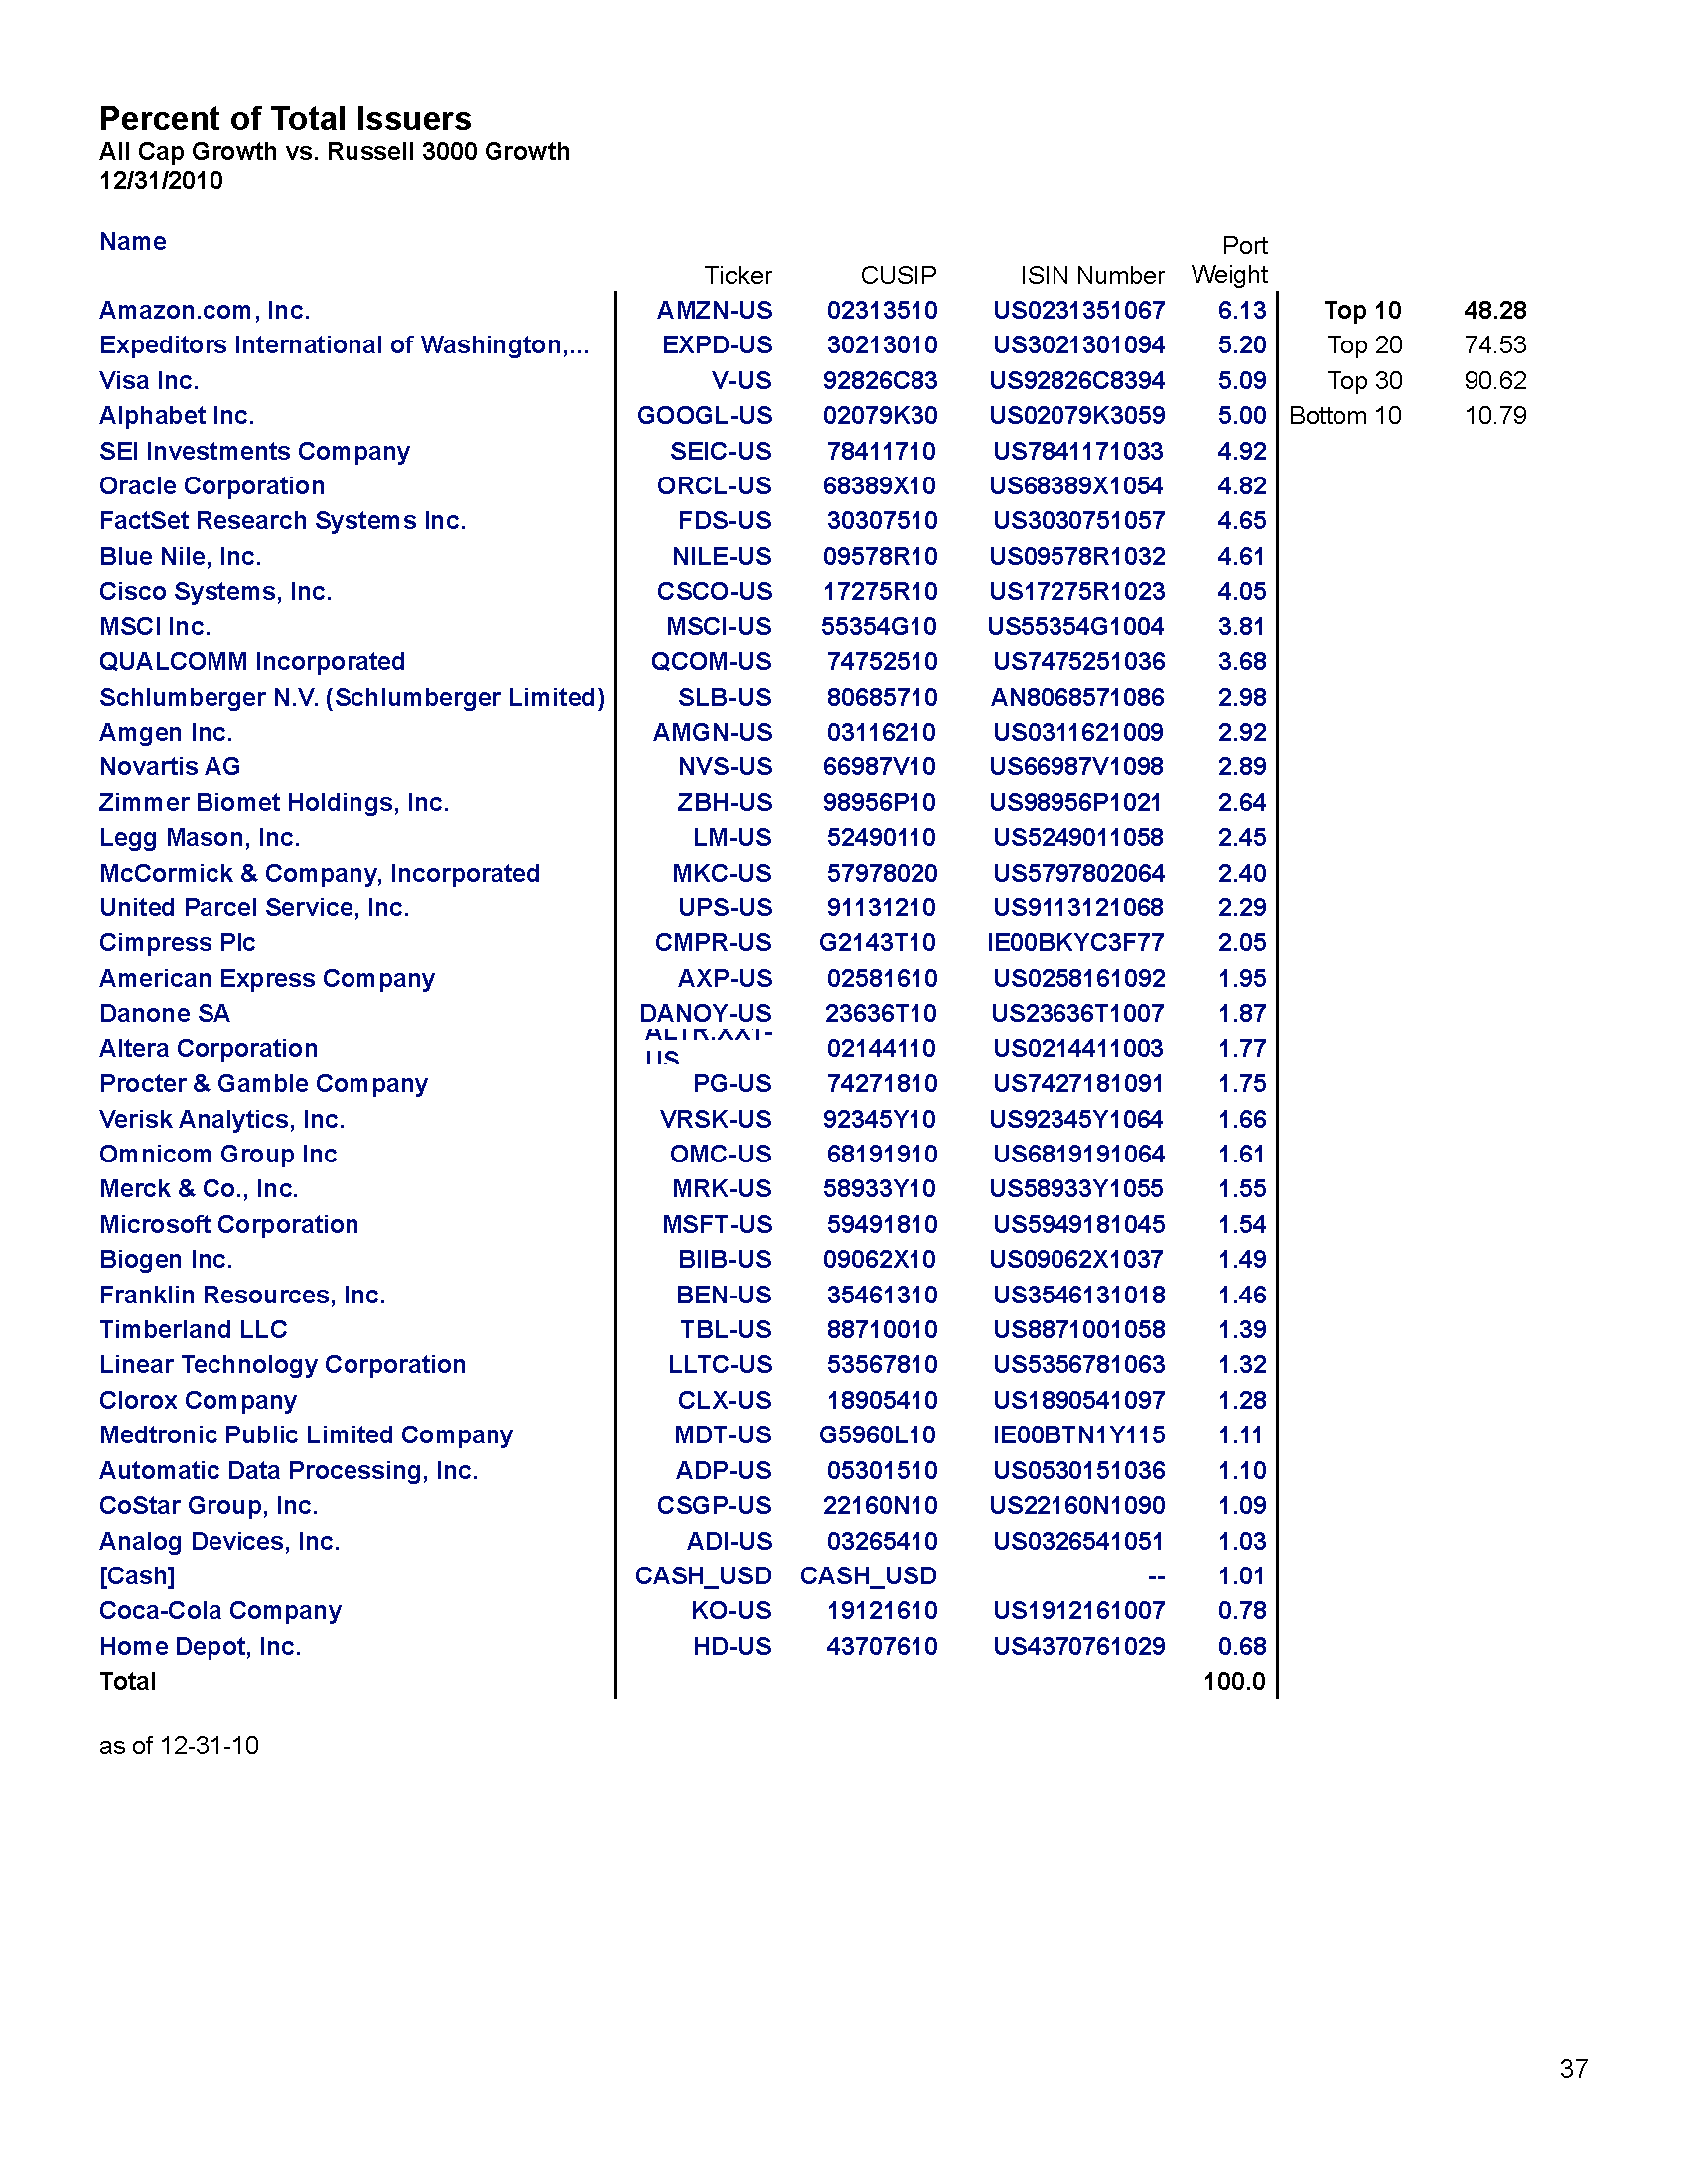 Percent of Total Issuers
All Cap Growth vs. Russell 3000 Growth
12/31/2010
Name Ticker CUSIP ISIN Number Port Weight
Amazon.com, Inc. AMZN-US 02313510 US0231351067 6.13 Top 10 48.28
Expeditors International of Washington,... EXPD-US 30213010 US3021301094 5.20 Top 20 74.53
Visa Inc. V-US 92826C83 US92826C8394 5.09 Top 30 90.62
Alphabet Inc. GOOGL-US 02079K30 US02079K3059 5.00 Bottom 10 10.79
SEI Investments Company SEIC-US 78411710 US7841171033 4.92
Oracle Corporation ORCL-US 68389X10 US68389X1054 4.82
FactSet Research Systems Inc. FDS-US 30307510 US3030751057 4.65
Blue Nile, Inc. NILE-US 09578R10 US09578R1032 4.61
Cisco Systems, Inc. CSCO-US 17275R10 US17275R1023 4.05
MSCI Inc. MSCI-US 55354G10 US55354G1004 3.81
QUALCOMM Incorporated QCOM-US 74752510 US7475251036 3.68
Schlumberger N.V. (Schlumberger Limited) SLB-US 80685710 AN8068571086 2.98
Amgen Inc. AMGN-US 03116210 US0311621009 2.92
Novartis AG NVS-US 66987V10 US66987V1098 2.89
Zimmer Biomet Holdings, Inc. ZBH-US 98956P10 US98956P1021 2.64
Legg Mason, Inc. LM-US 52490110 US5249011058 2.45
McCormick & Company, Incorporated MKC-US 57978020 US5797802064 2.40
United Parcel Service, Inc. UPS-US 91131210 US9113121068 2.29
Cimpress Plc CMPR-US G2143T10 IE00BKYC3F77 2.05
American Express Company AXP-US 02581610 US0258161092 1.95
Danone SA DANOY-US 23636T10 US23636T1007 1.87
Altera Corporation 02144110 US0214411003 1.77
Procter & Gamble Company PG-US 74271810 US7427181091 1.75
Verisk Analytics, Inc. VRSK-US 92345Y10 US92345Y1064 1.66
Omnicom Group Inc OMC-US 68191910 US6819191064 1.61
Merck & Co., Inc. MRK-US 58933Y10 US58933Y1055 1.55
Microsoft Corporation MSFT-US 59491810 US5949181045 1.54
Biogen Inc. BIIB-US 09062X10 US09062X1037 1.49
Franklin Resources, Inc. BEN-US 35461310 US3546131018 1.46
Timberland LLC TBL-US 88710010 US8871001058 1.39
Linear Technology Corporation LLTC-US 53567810 US5356781063 1.32
Clorox Company CLX-US 18905410 US1890541097 1.28
Medtronic Public Limited Company MDT-US G5960L10 IE00BTN1Y115 1.11
Automatic Data Processing, Inc. ADP-US 05301510 US0530151036 1.10
CoStar Group, Inc. CSGP-US 22160N10 US22160N1090 1.09
Analog Devices, Inc. ADI-US 03265410 US0326541051 1.03
[Cash] CASH_USD CASH_USD -- 1.01
Coca-Cola Company KO-US 19121610 US1912161007 0.78
Home Depot, Inc. HD-US 43707610 US4370761029 0.68
Total 100.0
as of 12-31-10
37